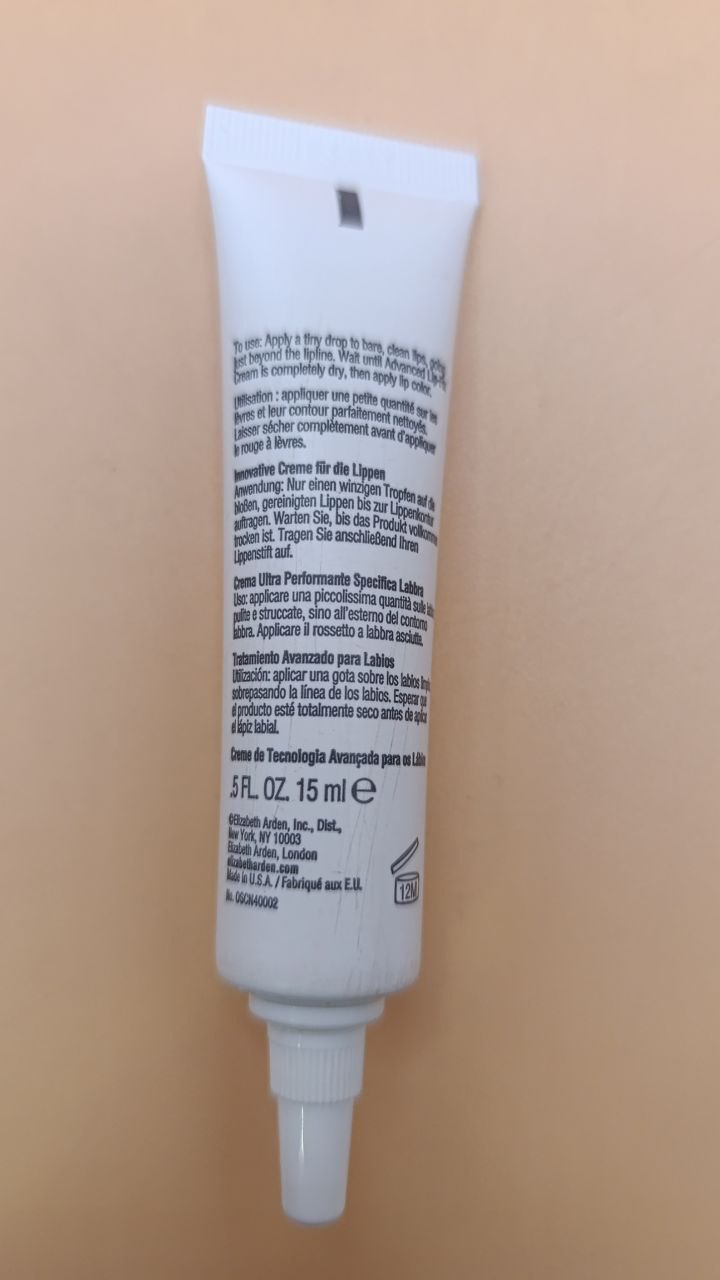 To use: Apply a tiny drop to bare, clean lips, going
just beyond the lipline. Wait until Advanced Lip-Fix
Cream is completely dry, then apply lip color.
Utilisation : appliquer une petite quantité sur les
lèvres et leur contour parfaitement nettoyés.
Laisser sécher complètement avant d'appliquer
le rouge à lèvres.
Innovative Creme für die Lippen
Anwendung: Nur einen winzigen Tropfen auf die
bloßen, gereinigten Lippen bis zur Lippenkontur
auftragen. Warten Sie, bis das Produkt vollkommen
trocken ist. Tragen Sie anschließend Ihren
Lippenstift auf.
Crema Ultra Performante Specifica Labbra
Uso: applicare una piccolissima quantità sulle
pulite e struccate, sino all'esterno del contorno
labbra. Applicare il rossetto a labbra asciutte.
Tratamiento Avanzado para Labios
Utilización: aplicar una gota sobre los labios
sobrepasando la línea de los labios. Esperar que
el producto esté totalmente seco antes de aplicar
el lápiz labial.
Creme de Tecnologia Avançada para os Lábios
.5 FL. OZ. 15 ml ℮
©Elizabeth Arden, Inc., Dist.,
New York, NY 10003
Elizabeth Arden, London
elizabetharden.com
Made in U.S.A. / Fabriqué aux E.U.
12M
No. OSCN40002